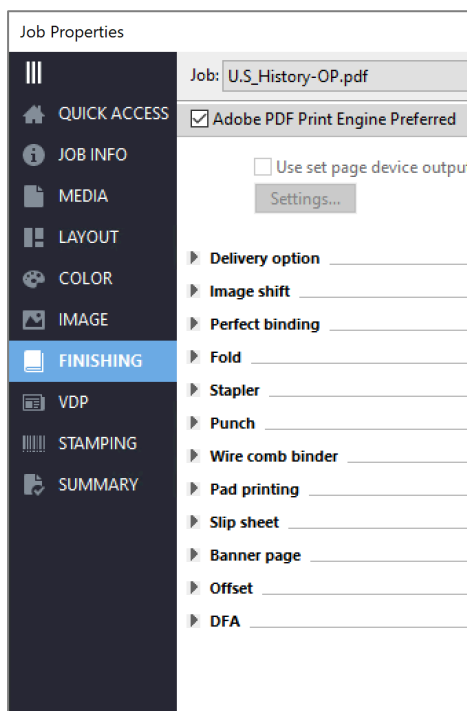 Job Properties
Job: U.S_History-OP.pdf
QUICK ACCESS
Adobe PDF Print Engine Preferred
JOB INFO
Use set page device output
MEDIA
Settings...
LAYOUT
Delivery option
COLOR
Image shift
IMAGE
Perfect binding
FINISHING
Fold
Stapler
VDP
Punch
STAMPING
Wire comb binder
SUMMARY
Pad printing
Slip sheet
Banner page
Offset
DFA